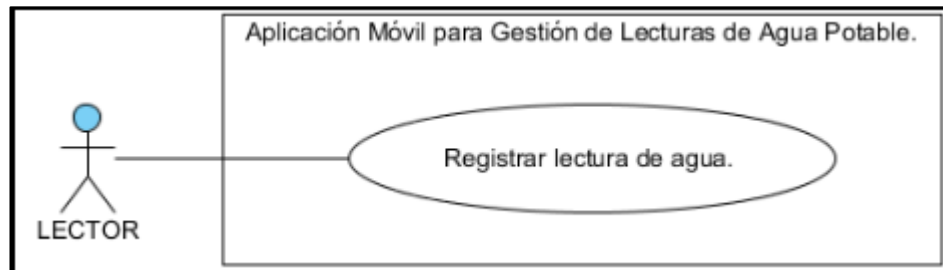 Aplicación Móvil para Gestión de Lecturas de Agua Potable.
Registrar lectura de agua.
LECTOR